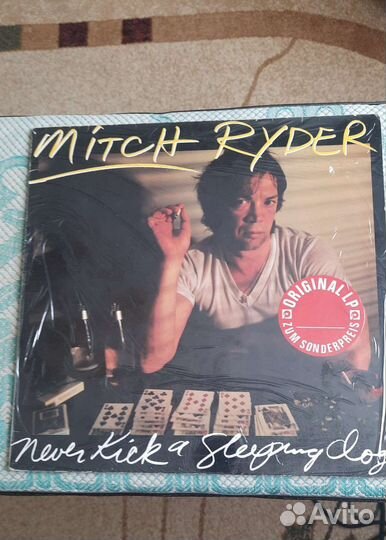 MITCH RYDER
ORIGINAL LP
ZUM SONDERPREIS
never Kick a Sleeping dog
Avito